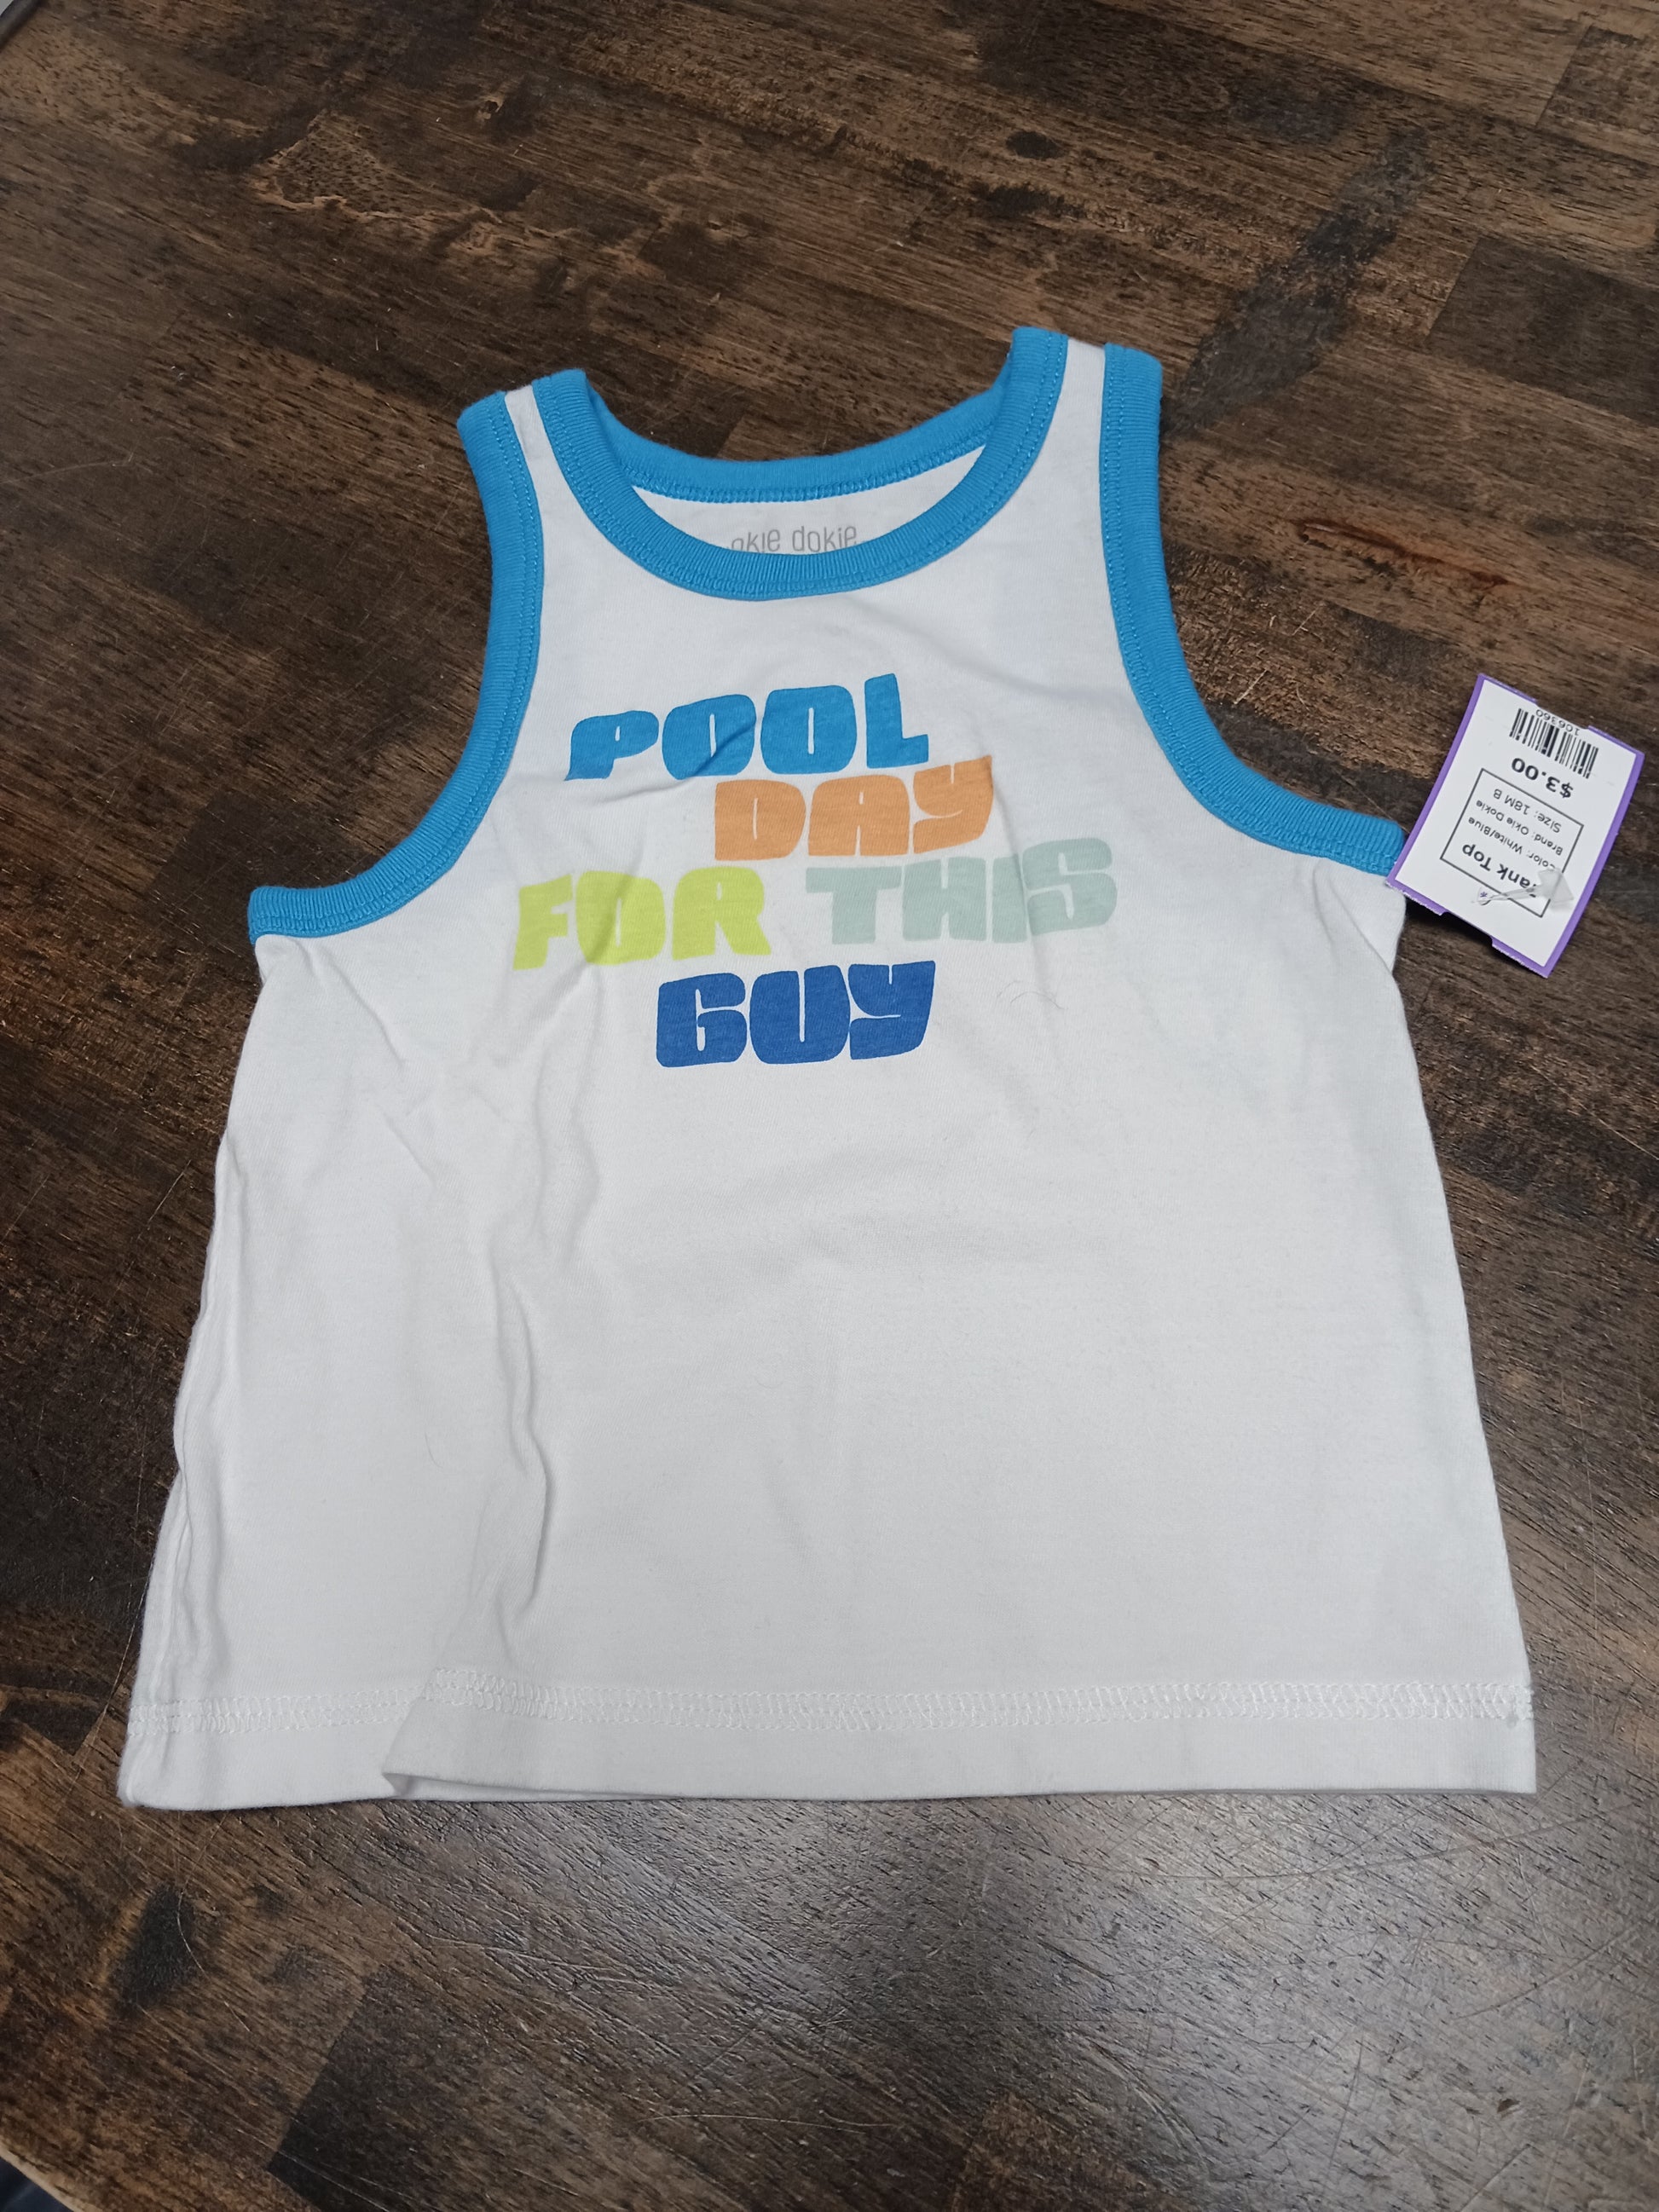 okie dokie
POOL
DAY
FOR THIS
GUY
Tank Top
Color: White/Blue
Brand: Okie Dokie
Size: 18M B
$3.00
106360